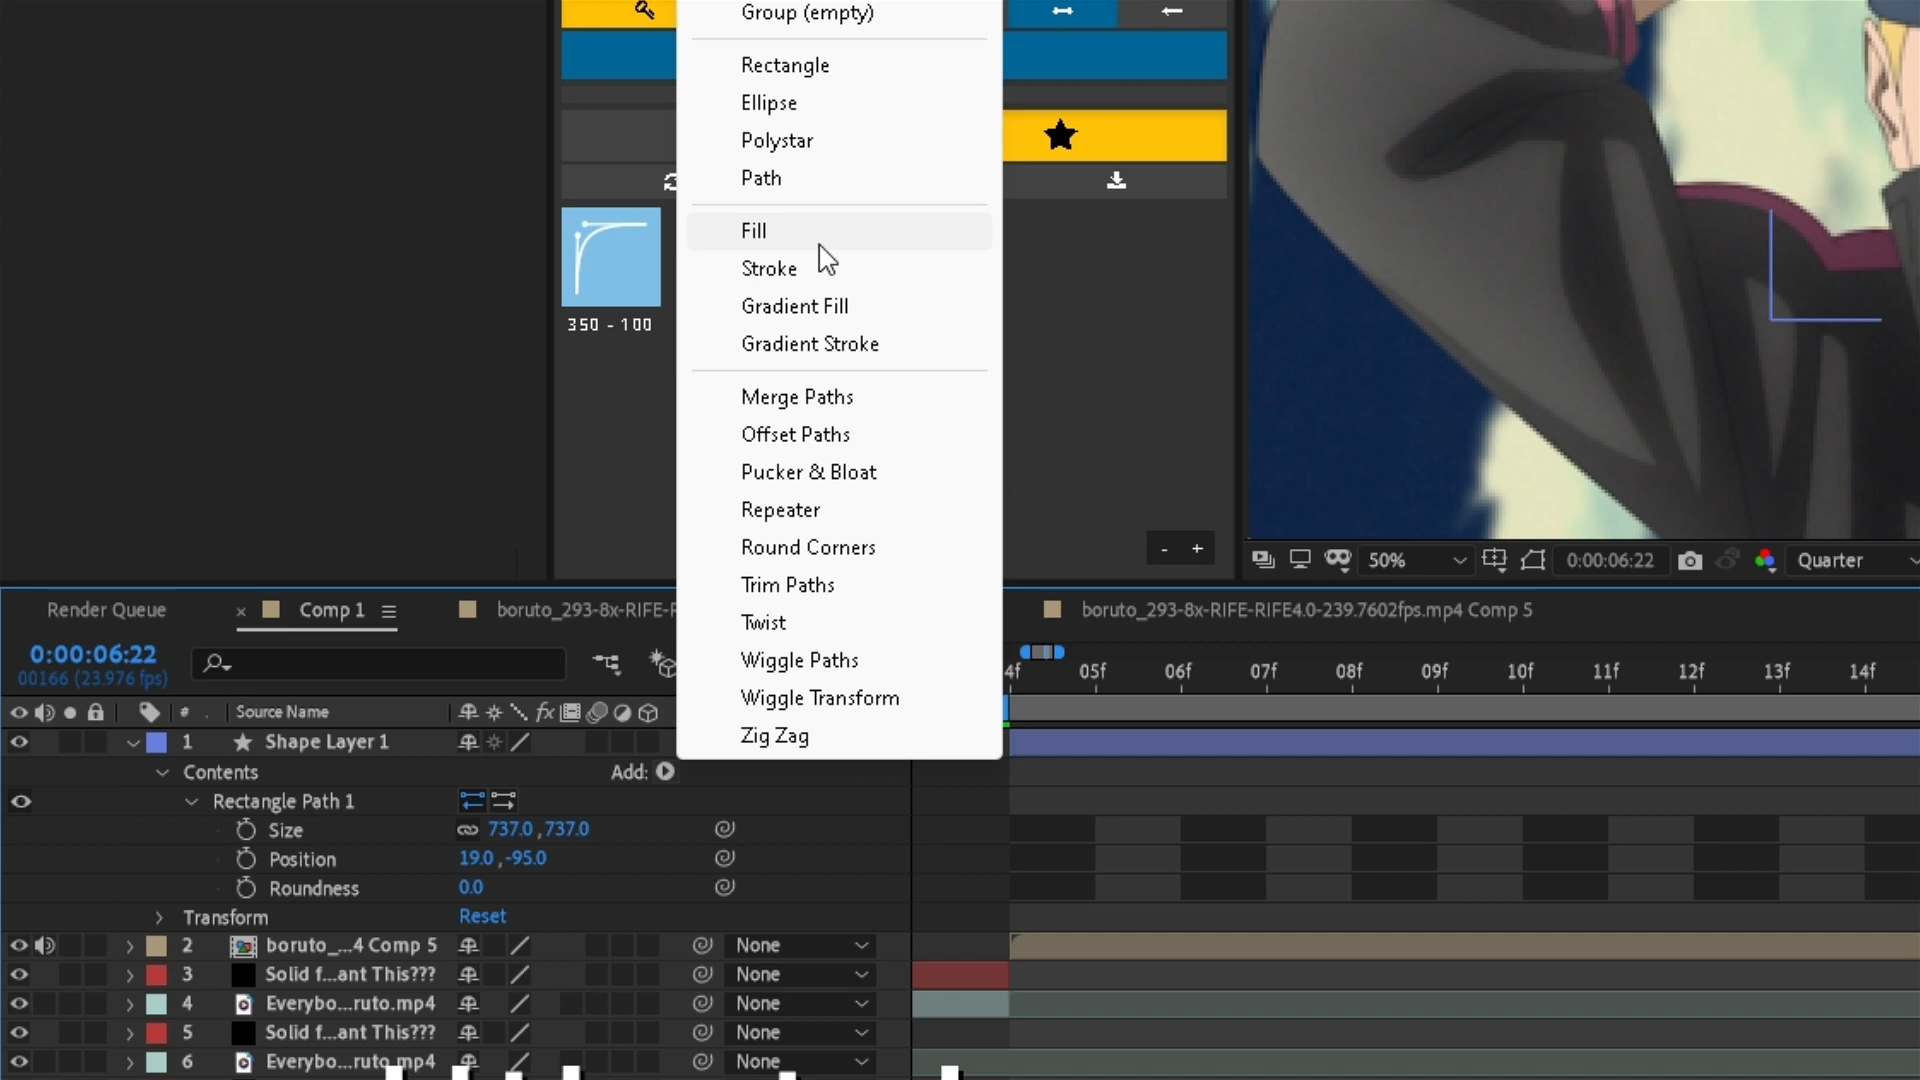 Group (empty)
Rectangle
Ellipse
Polystar
Path
Fill
Stroke
Gradient Fill
Gradient Stroke
Merge Paths
Offset Paths
Pucker & Bloat
Repeater
Round Corners
Trim Paths
Twist
Wiggle Paths
Wiggle Transform
Zig Zag
350 - 100
- +
50%
0:00:06:22
Quarter
Render Queue
× Comp 1
boruto_293-8x-RIFE-R
boruto_293-8x-RIFE-RIFE4.0-239.7602fps.mp4 Comp 5
0:00:06:22
00166 (23.976 fps)
4f 05f 06f 07f 08f 09f 10f 11f 12f 13f 14f
# . Source Name fx
1 Shape Layer 1
Contents Add:
Rectangle Path 1
Size 737.0 ,737.0
Position 19.0 ,-95.0
Roundness 0.0
Transform Reset
2 boruto_...4 Comp 5 None
3 Solid f...ant This??? None
4 Everybo...ruto.mp4 None
5 Solid f...ant This??? None
6 Everybo...ruto.mp4 None